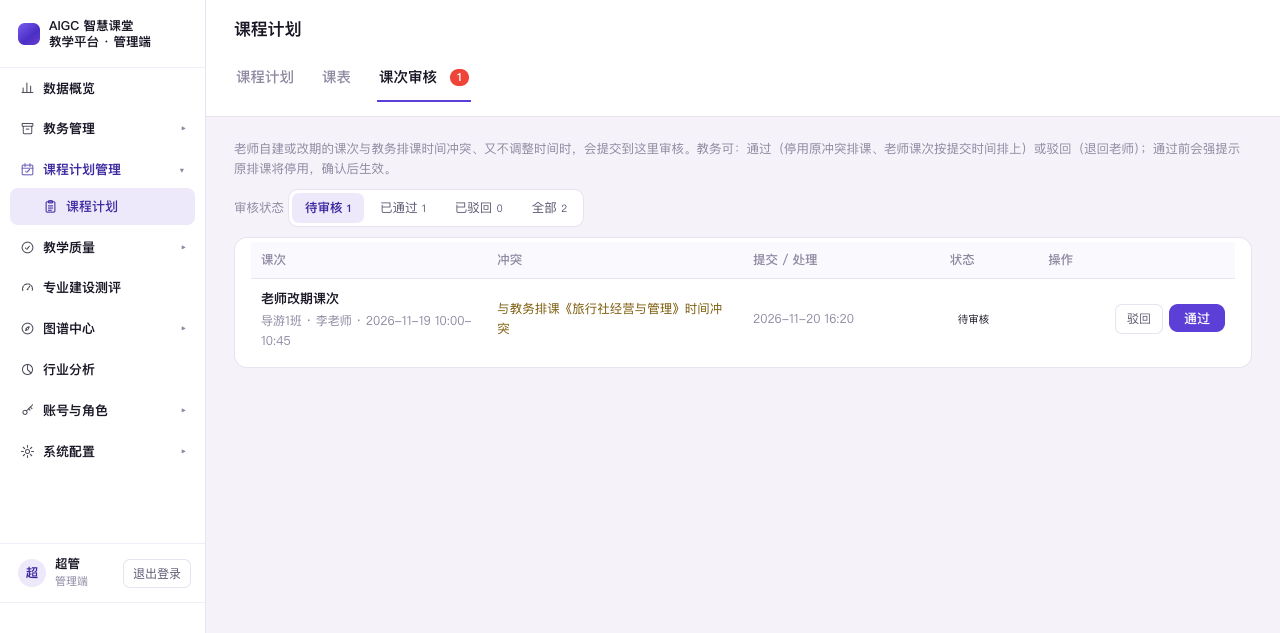 AIGC 智慧课堂
教学平台 · 管理端
数据概览
教务管理
课程计划管理
课程计划
教学质量
专业建设测评
图谱中心
行业分析
账号与角色
系统配置
超
超管
管理端
退出登录
课程计划
课程计划 课表 课次审核 1
老师自建或改期的课次与教务排课时间冲突、又不调整时间时，会提交到这里审核。教务可：通过（停用原冲突排课、老师课次按提交时间排上）或驳回（退回老师）；通过前会强提示
原排课将停用，确认后生效。
审核状态 待审核 1 已通过 1 已驳回 0 全部 2
课次 冲突 提交 / 处理 状态 操作
老师改期课次
导游1班 · 李老师 · 2026-11-19 10:00-
10:45
与教务排课《旅行社经营与管理》时间冲
突
2026-11-20 16:20
待审核
驳回 通过